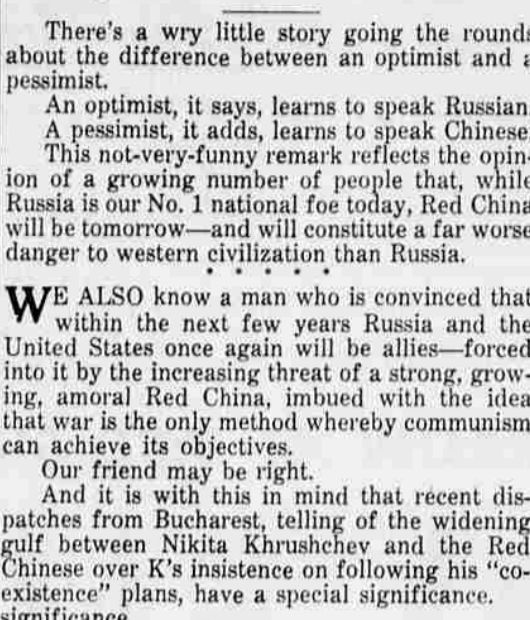 There's a wry little story going the round
about the difference between an optimist and a
pessimist.
An optimist, it says, learns to speak Russian
A pessimist, it adds, learns to speak Chinese
This not-very-funny remark reflects the opin-
ion of a growing number of people that, while
Russia is our No. 1 national foe today, Red China
will be tomorrow—and will constitute a far worse
danger to western civilization than Russia.
• • • • •
WE ALSO know a man who is convinced that
within the next few years Russia and the
United States once again will be allies—forced
into it by the increasing threat of a strong, grow-
ing, amoral Red China, imbued with the idea
that war is the only method whereby communism
can achieve its objectives.
Our friend may be right.
And it is with this in mind that recent dis-
patches from Bucharest, telling of the widening
gulf between Nikita Khrushchev and the Red
Chinese over K's insistence on following his "co-
existence" plans, have a special significance.
significance